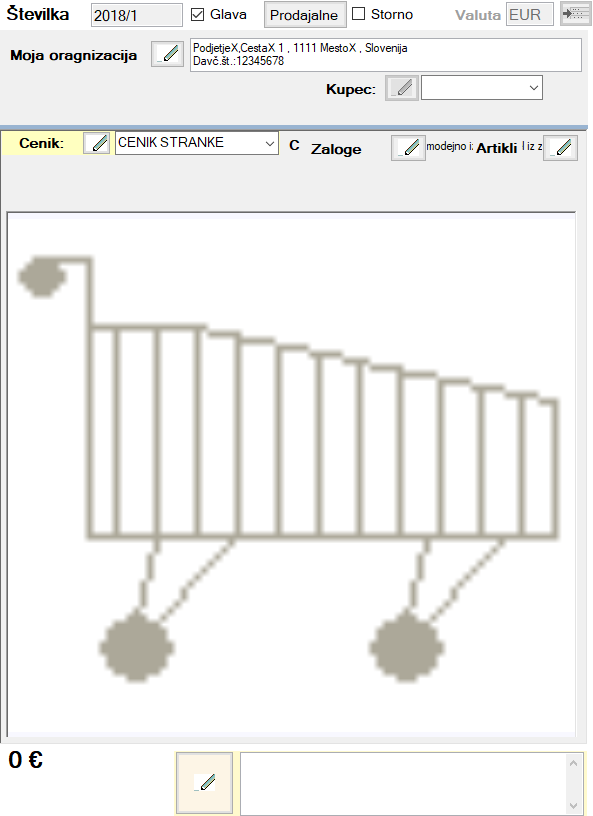 Številka 2018/1 Glava Prodajalne Storno Valuta EUR
Moja oragnizacija PodjetjeX,CestaX 1 , 1111 MestoX , Slovenija
Davč.št.:12345678
Kupec:
Cenik: CENIK STRANKE C Zaloge modejno i: Artikli l iz z
0 €